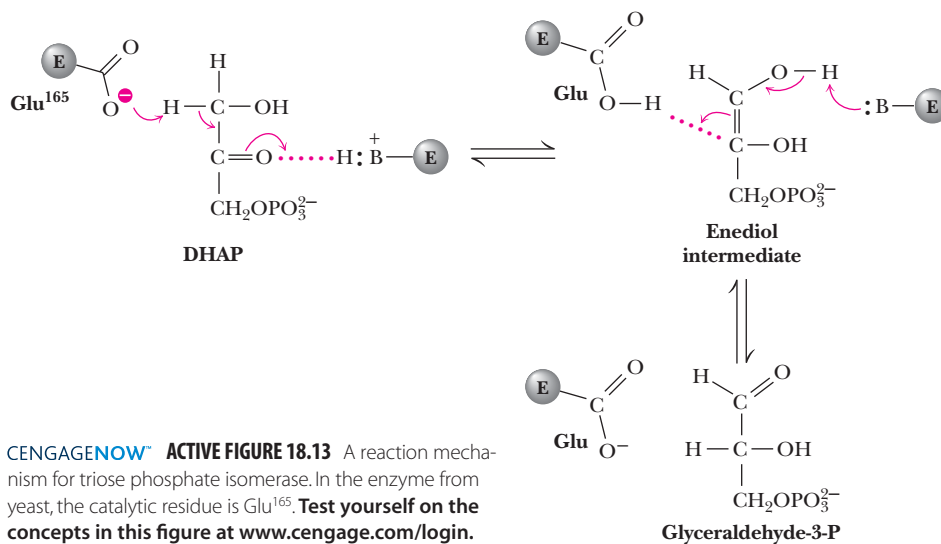 E
C
O
O
⊖
Glu¹⁶⁵
H
H—C—OH
C=O H:B⁺—E
CH₂OPO₃²⁻
DHAP
E
C
O
O—H
Glu
H
O—H
C
:B—E
C—OH
CH₂OPO₃²⁻
Enediol
intermediate
E
C
O
O⁻
Glu
H
O
C
H—C—OH
CH₂OPO₃²⁻
Glyceraldehyde-3-P
CENGAGENOW™ ACTIVE FIGURE 18.13 A reaction mecha-
nism for triose phosphate isomerase. In the enzyme from
yeast, the catalytic residue is Glu¹⁶⁵. Test yourself on the
concepts in this figure at www.cengage.com/login.